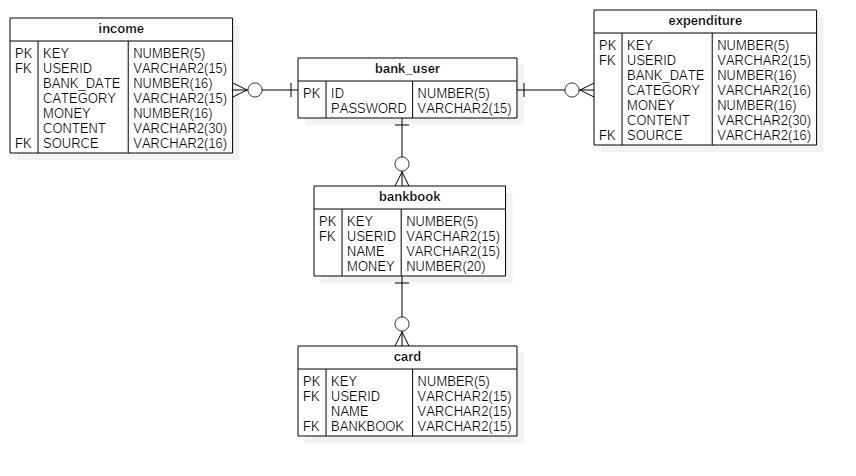 income
PK KEY NUMBER(5)
FK USERID VARCHAR2(15)
BANK_DATE NUMBER(16)
CATEGORY VARCHAR2(15)
MONEY NUMBER(16)
CONTENT VARCHAR2(30)
FK SOURCE VARCHAR2(16)
bank_user
PK ID NUMBER(5)
PASSWORD VARCHAR2(15)
expenditure
PK KEY NUMBER(5)
FK USERID VARCHAR2(15)
BANK_DATE NUMBER(16)
CATEGORY VARCHAR2(16)
MONEY NUMBER(16)
CONTENT VARCHAR2(30)
FK SOURCE VARCHAR2(16)
bankbook
PK KEY NUMBER(5)
FK USERID VARCHAR2(15)
NAME VARCHAR2(15)
MONEY NUMBER(20)
card
PK KEY NUMBER(5)
FK USERID VARCHAR2(15)
NAME VARCHAR2(15)
FK BANKBOOK VARCHAR2(15)